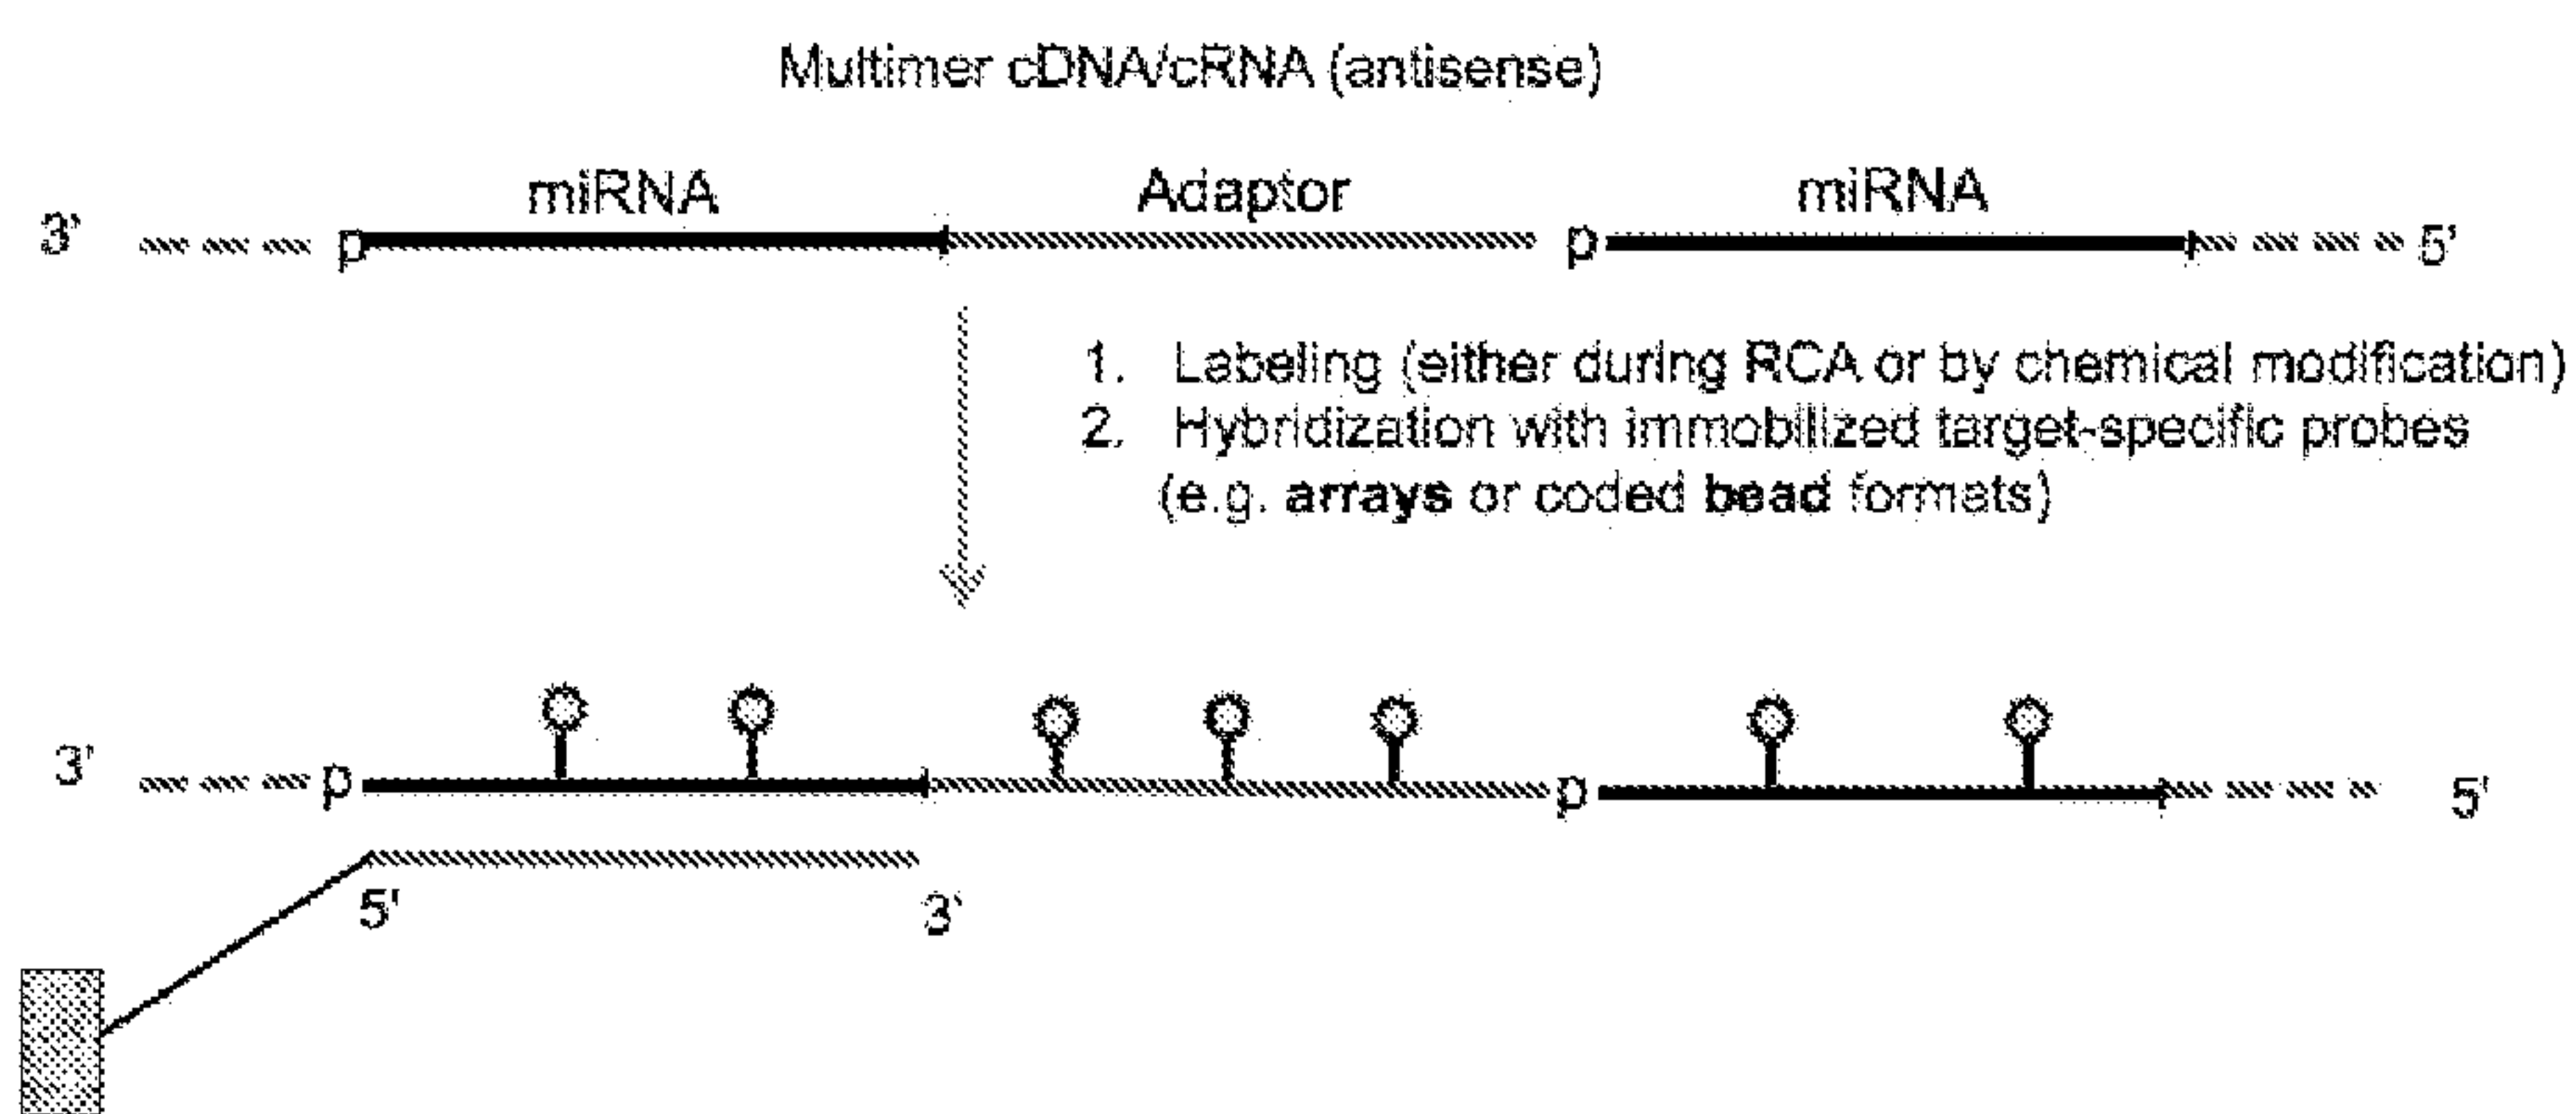 Multimer cDNA/cRNA (antisense)
miRNA Adaptor miRNA
3' p p 5'
1. Labeling (either during RCA or by chemical modification)
2. Hybridization with immobilized target-specific probes
(e.g. arrays or coded bead formats)
3' p p 5'
5' 3'